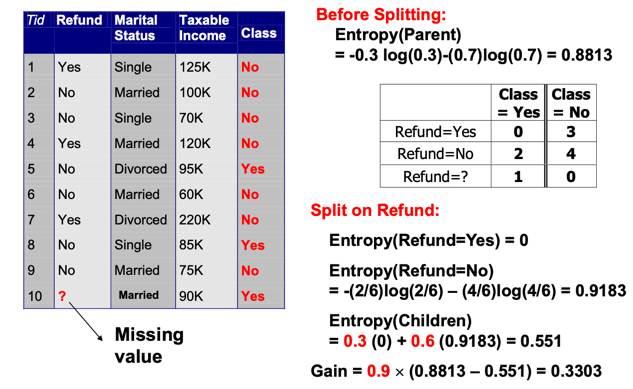 Tid Refund Marital Status Taxable Income Class
1 Yes Single 125K No
2 No Married 100K No
3 No Single 70K No
4 Yes Married 120K No
5 No Divorced 95K Yes
6 No Married 60K No
7 Yes Divorced 220K No
8 No Single 85K Yes
9 No Married 75K No
10 ? Married 90K Yes
Missing
value
Before Splitting:
Entropy(Parent)
= -0.3 log(0.3)-(0.7)log(0.7) = 0.8813
Class = Yes Class = No
Refund=Yes 0 3
Refund=No 2 4
Refund=? 1 0
Split on Refund:
Entropy(Refund=Yes) = 0
Entropy(Refund=No)
= -(2/6)log(2/6) – (4/6)log(4/6) = 0.9183
Entropy(Children)
= 0.3 (0) + 0.6 (0.9183) = 0.551
Gain = 0.9 × (0.8813 – 0.551) = 0.3303